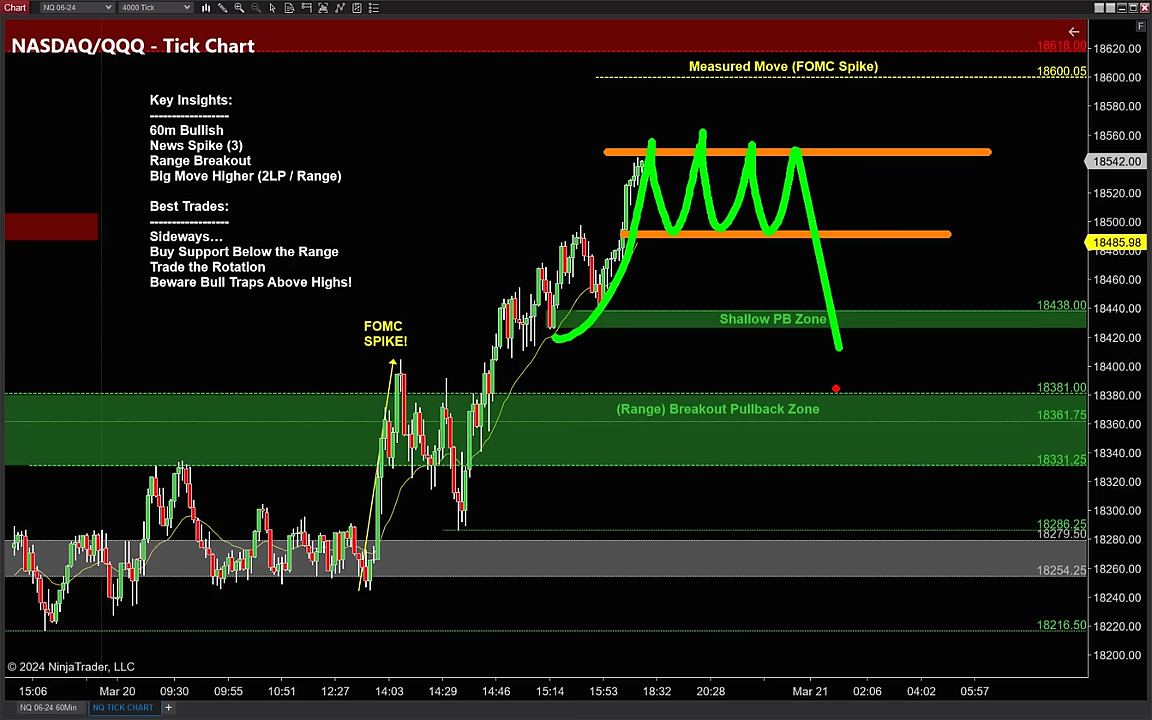 Chart NQ 06-24 4000 Tick
NASDAQ/QQQ - Tick Chart
F
18618.00
18620.00
Measured Move (FOMC Spike)
18600.05
18600.00
Key Insights:
------------------
60m Bullish
News Spike (3)
Range Breakout
Big Move Higher (2LP / Range)
Best Trades:
------------------
Sideways...
Buy Support Below the Range
Trade the Rotation
Beware Bull Traps Above Highs!
18580.00
18560.00
18542.00
18520.00
18500.00
18485.98
18480.00
18460.00
18440.00
18438.00
Shallow PB Zone
18420.00
FOMC
SPIKE!
18400.00
18381.00
18380.00
(Range) Breakout Pullback Zone
18361.75
18360.00
18340.00
18331.25
18320.00
18300.00
18286.25
18279.50
18280.00
18254.25
18260.00
18240.00
18216.50
18220.00
18200.00
© 2024 NinjaTrader, LLC
15:06 Mar 20 09:30 09:55 10:51 12:27 14:03 14:29 14:46 15:14 15:53 18:32 20:28 Mar 21 02:06 04:02 05:57
NQ 06-24 60Min NQ TICK CHART +